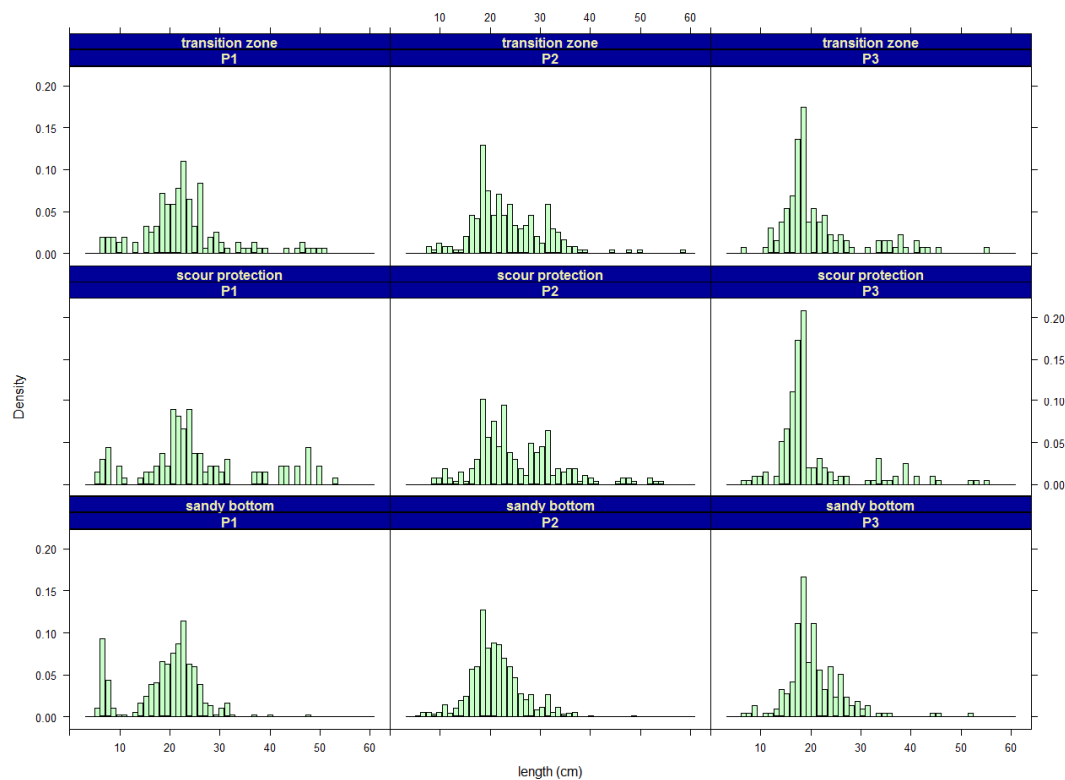 10 20 30 40 50 60
transition zone transition zone transition zone
P1 P2 P3
0.20
0.15
0.10
0.05
0.00
scour protection scour protection scour protection
P1 P2 P3
0.20
0.15
0.10
0.05
0.00
Density
sandy bottom sandy bottom sandy bottom
P1 P2 P3
0.20
0.15
0.10
0.05
0.00
10 20 30 40 50 60 10 20 30 40 50 60
length (cm)